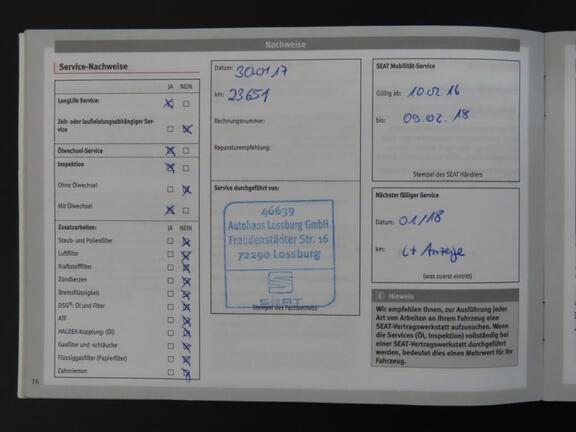 Nachweise
Service-Nachweise
JA NEIN
LongLife Service:
Zeit- oder laufleistungsabhängiger Ser-
vice
Ölwechsel-Service
Inspektion
Ohne Ölwechsel
Mit Ölwechsel
JA NEIN
Zusatzarbeiten:
Staub- und Pollenfilter
Luftfilter
Kraftstofffilter
Zündkerzen
Bremsflüssigkeit
DSG®: Öl und Filter
ATF
HALDEX-Kupplung: (Öl)
Gasfilter und -schläuche
Flüssiggasfilter (Papierfilter)
Zahnriemen
16
Datum: 30.01.17
km: 23651
Rechnungsnummer:
Reparaturempfehlung:
Service durchgeführt von:
46639
Autohaus Lossburg GmbH
Freudenstädter Str. 16
72290 Lossburg
SEAT
Stempel des Fachbetriebs
SEAT Mobilität-Service
Gültig ab: 10.02.16
bis: 09.02.18
Stempel des SEAT Händlers
Nächster fälliger Service
Datum: 01/18
km: Lt Anzeige
(was zuerst eintritt)
Hinweis
Wir empfehlen Ihnen, zur Ausführung jeder
Art von Arbeiten an Ihrem Fahrzeug eine
SEAT-Vertragswerkstatt aufzusuchen. Wenn
die Services (Öl, Inspektion) vollständig bei
einer SEAT-Vertragswerkstatt durchgeführt
werden, bedeutet dies einen Mehrwert für Ihr
Fahrzeug.